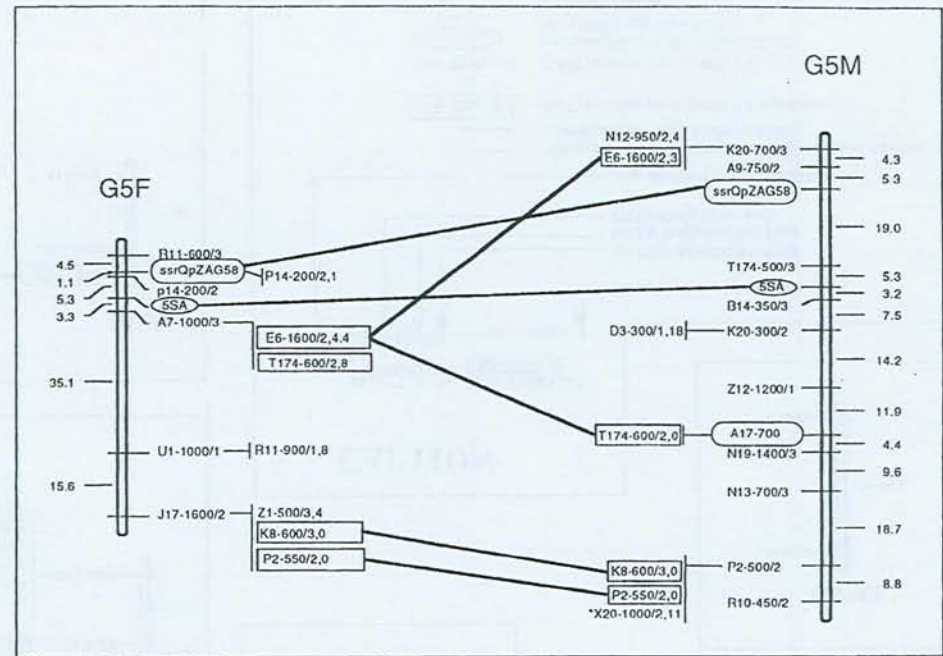 G5M
N12-950/2,4
E6-1600/2,3
K20-700/3
A9-750/2
ssrQpZAG58
4.3
5.3
19.0
T174-500/3
5SA
B14-350/3
5.3
3.2
7.5
D3-300/1,18
K20-300/2
14.2
Z12-1200/1
11.9
T174-600/2,0
A17-700
4.4
N19-1400/3
9.6
N13-700/3
18.7
K8-600/3,0
P2-500/2
P2-550/2,0
8.8
*X20-1000/2,11
R10-450/2
G5F
R11-600/3
4.5
ssrQpZAG58
P14-200/2,1
1.1
p14-200/2
5.3
5SA
3.3
A7-1000/3
E6-1600/2,4.4
T174-600/2,8
35.1
U1-1000/1
R11-900/1,8
15.6
J17-1600/2
Z1-500/3,4
K8-600/3,0
P2-550/2,0